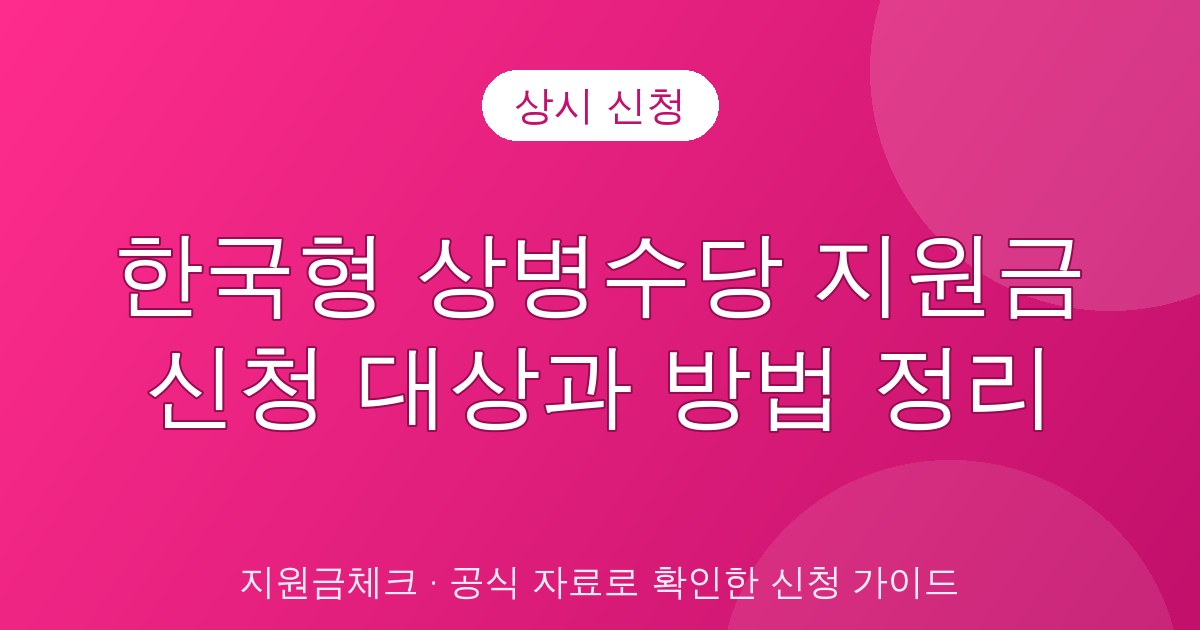 상시 신청
한국형 상병수당 지원금
신청 대상과 방법 정리
지원금체크 · 공식 자료로 확인한 신청 가이드